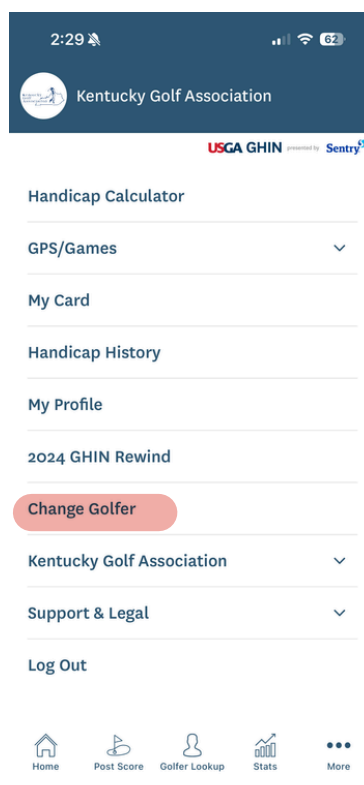 2:29
62
Kentucky Golf Association
USGA GHIN presented by Sentry
Handicap Calculator
GPS/Games
My Card
Handicap History
My Profile
2024 GHIN Rewind
Change Golfer
Kentucky Golf Association
Support & Legal
Log Out
Home Post Score Golfer Lookup Stats More